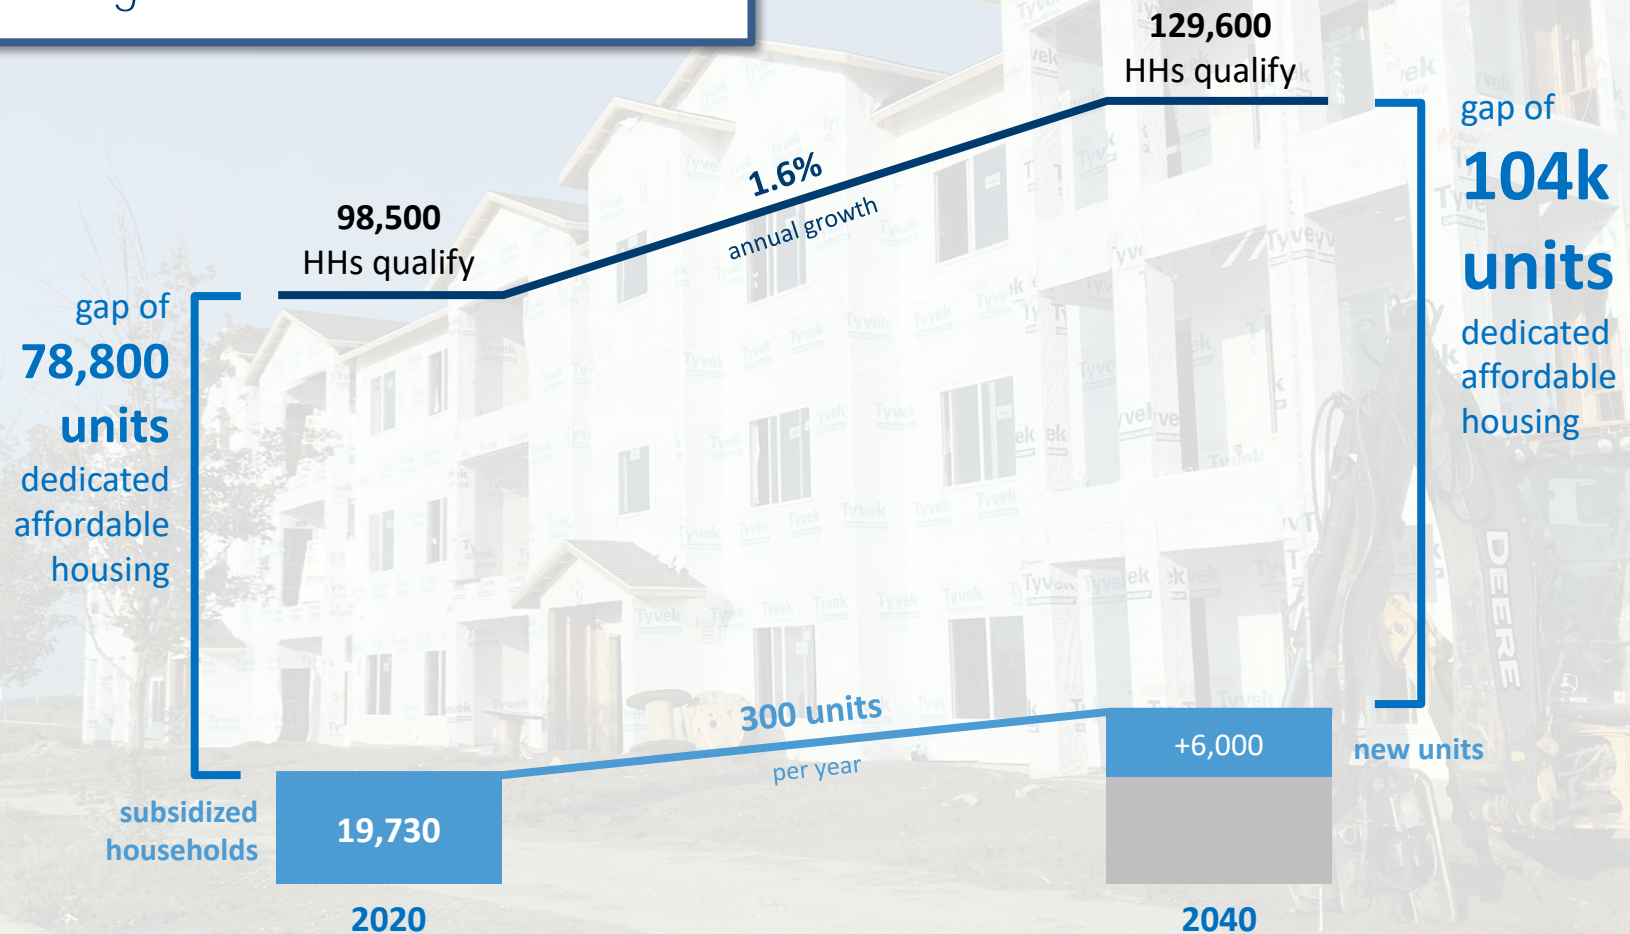 129,600
HHs qualify
gap of
104k
units
dedicated
affordable
housing
1.6%
annual growth
98,500
HHs qualify
gap of
78,800
units
dedicated
affordable
housing
300 units
per year
+6,000
new units
subsidized
households
19,730
2020
2040
Tyvek
DEERE